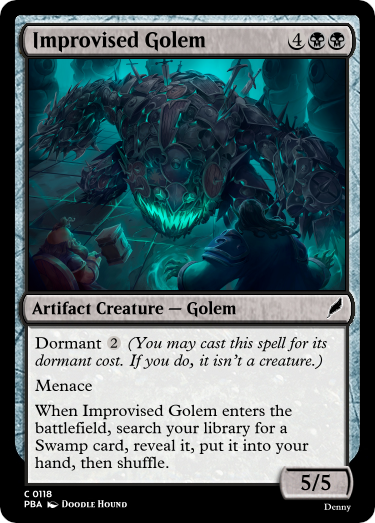 Improvised Golem 4
Artifact Creature — Golem
Dormant 2 (You may cast this spell for its
dormant cost. If you do, it isn't a creature.)
Menace
When Improvised Golem enters the
battlefield, search your library for a
Swamp card, reveal it, put it into your
hand, then shuffle.
5/5
C 0118
PBA Doodle Hound
Denny